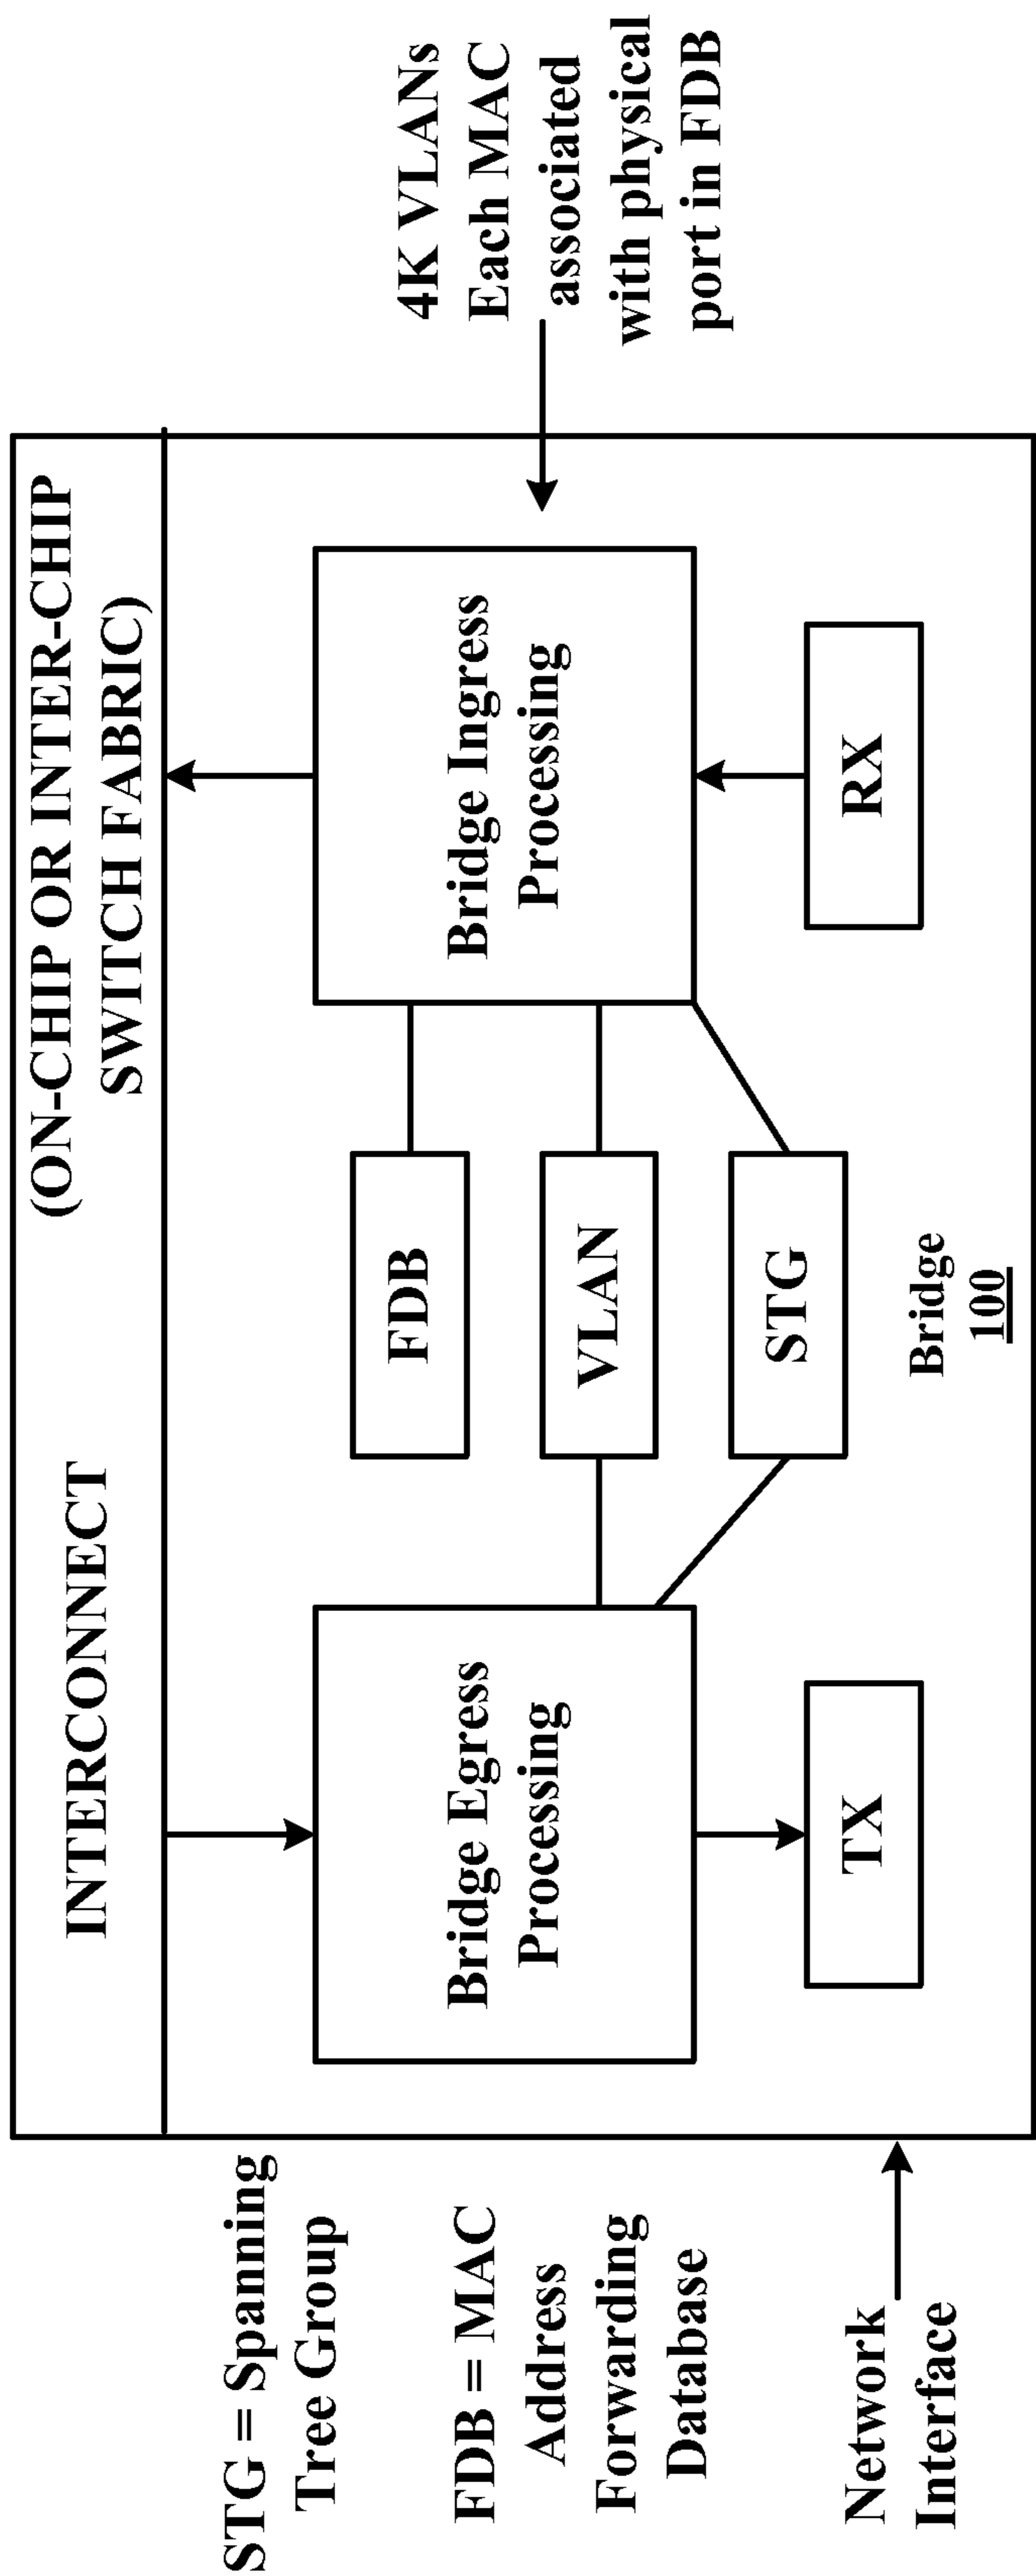 INTERCONNECT
(ON-CHIP OR INTER-CHIP
SWITCH FABRIC)
STG = Spanning
Tree Group
FDB = MAC
Address
Forwarding
Database
Network
Interface
Bridge Egress
Processing
TX
FDB
VLAN
STG
Bridge
100
Bridge Ingress
Processing
RX
4K VLANs
Each MAC
associated
with physical
port in FDB